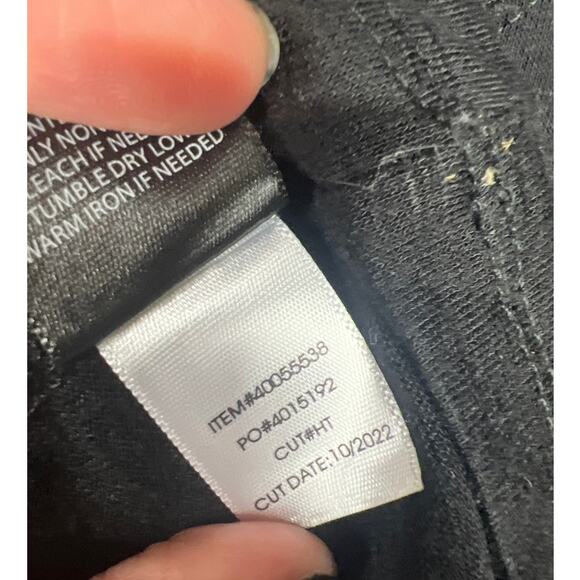 ONLY NON
BLEACH IF NEE
TUMBLE DRY LOW
WARM IRON IF NEEDED
ITEM#40055538
PO#4015192
CUT#HT
CUT DATE:10/2022